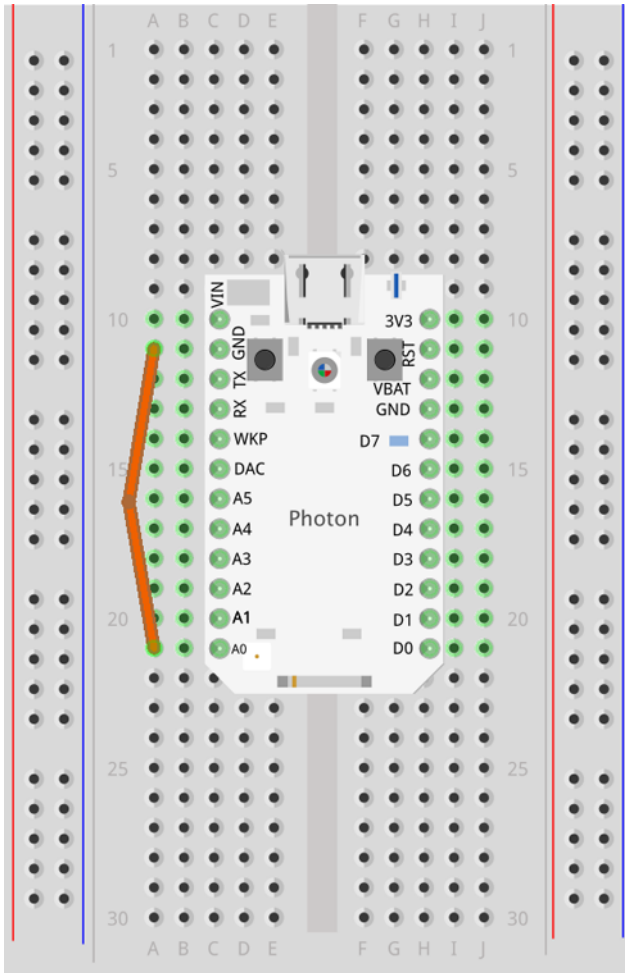 A B C D E F G H I J
1 1
5 5
VIN
10 3V3 10
GND RST
TX VBAT
RX GND
WKP D7
15 DAC D6 15
A5 D5
Photon
A4 D4
A3 D3
A2 D2
20 A1 D1 20
A0 D0
25 25
30 30
A B C D E F G H I J